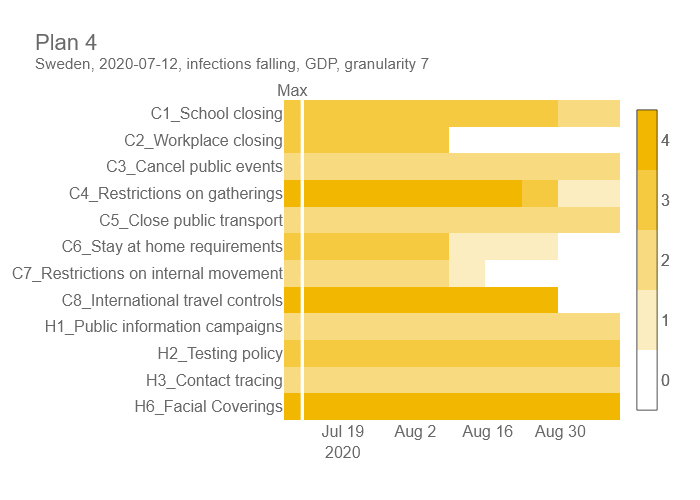 Plan 4
Sweden, 2020-07-12, infections falling, GDP, granularity 7
Max
C1_School closing
C2_Workplace closing
C3_Cancel public events
C4_Restrictions on gatherings
C5_Close public transport
C6_Stay at home requirements
C7_Restrictions on internal movement
C8_International travel controls
H1_Public information campaigns
H2_Testing policy
H3_Contact tracing
H6_Facial Coverings
4
3
2
1
0
Jul 19 Aug 2 Aug 16 Aug 30
2020